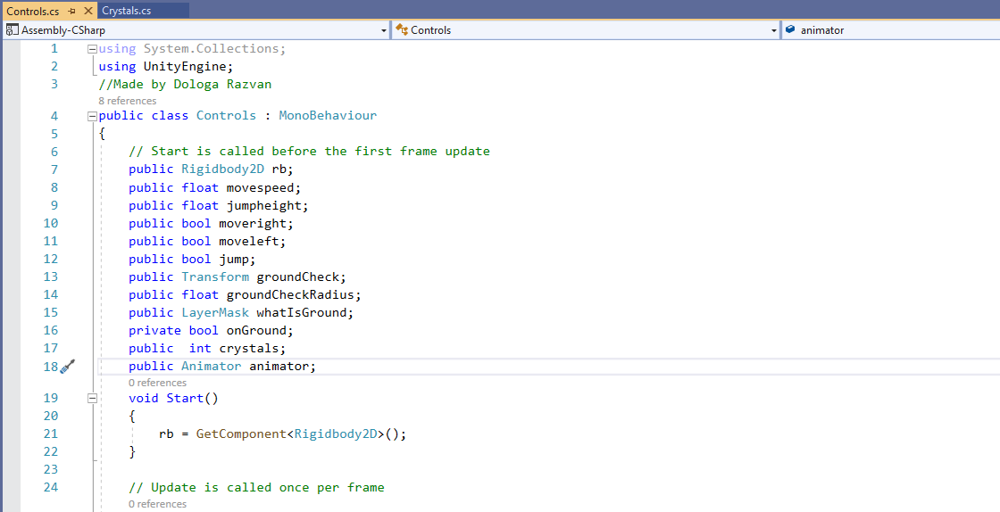 Controls.cs Crystals.cs
Assembly-CSharp Controls animator
1 using System.Collections;
2 using UnityEngine;
3 //Made by Dologa Razvan
8 references
4 public class Controls : MonoBehaviour
5 {
6 // Start is called before the first frame update
7 public Rigidbody2D rb;
8 public float movespeed;
9 public float jumpheight;
10 public bool moveright;
11 public bool moveleft;
12 public bool jump;
13 public Transform groundCheck;
14 public float groundCheckRadius;
15 public LayerMask whatIsGround;
16 private bool onGround;
17 public  int crystals;
18 public Animator animator;
0 references
19 void Start()
20 {
21 rb = GetComponent<Rigidbody2D>();
22 }
23
24 // Update is called once per frame
0 references